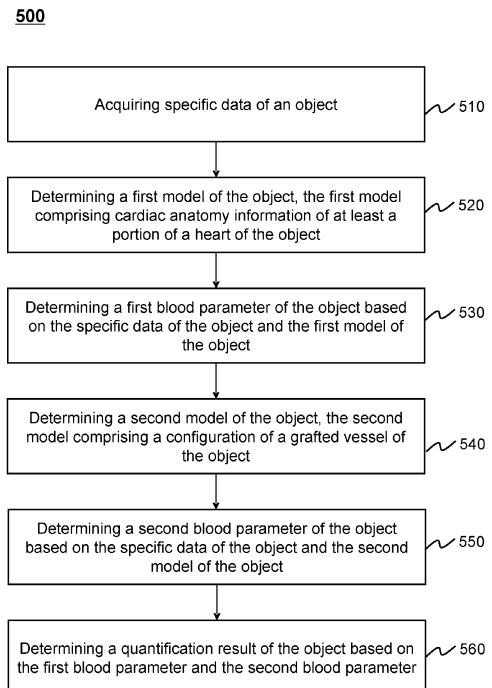 500
Acquiring specific data of an object
510
Determining a first model of the object, the first model
comprising cardiac anatomy information of at least a
portion of a heart of the object
520
Determining a first blood parameter of the object based
on the specific data of the object and the first model of
the object
530
Determining a second model of the object, the second
model comprising a configuration of a grafted vessel of
the object
540
Determining a second blood parameter of the object
based on the specific data of the object and the second
model of the object
550
Determining a quantification result of the object based on
the first blood parameter and the second blood parameter
560